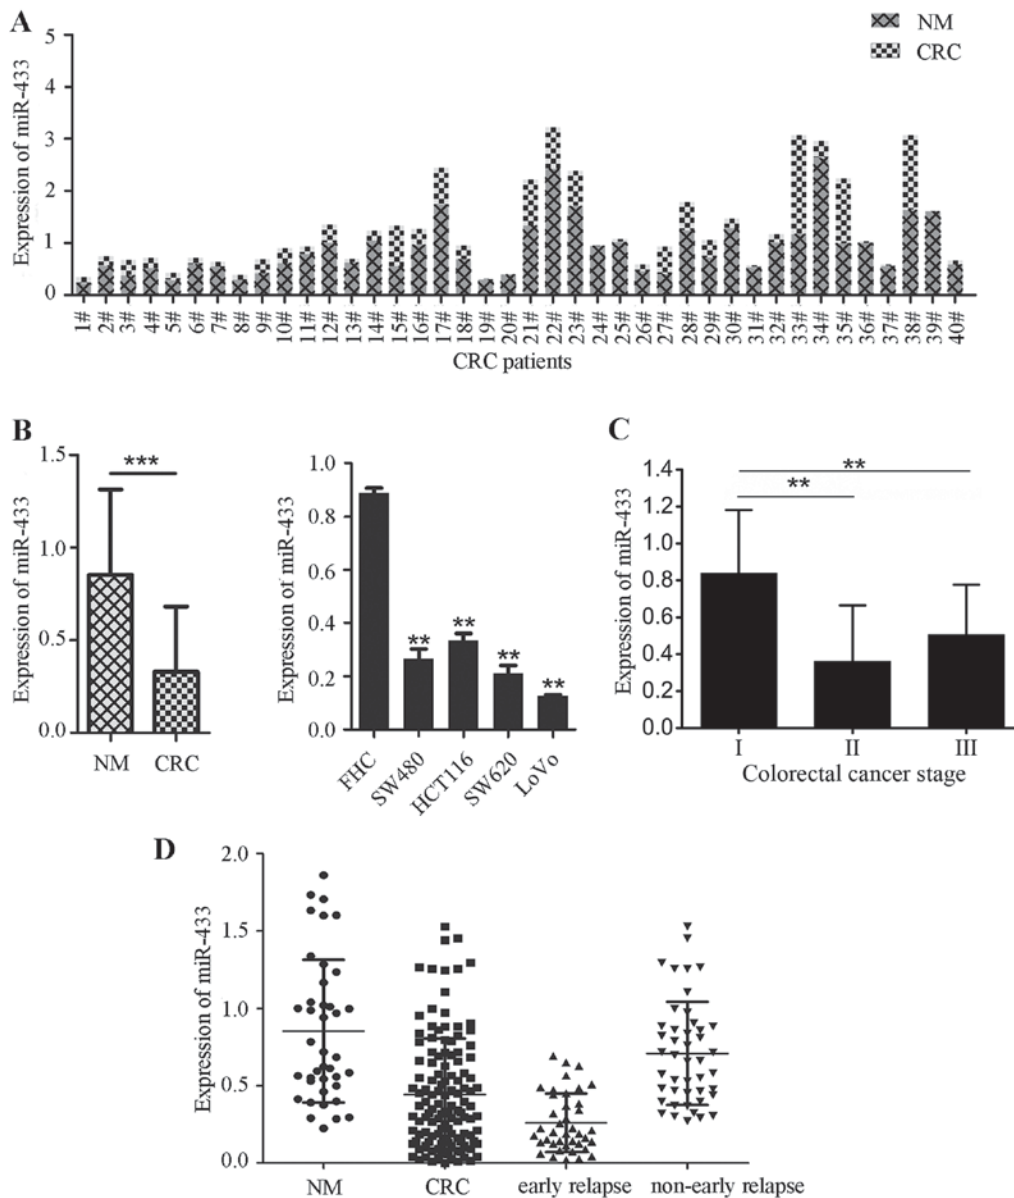 A
Expression of miR-433
5
4
3
2
1
0
NM
CRC
1# 2# 3# 4# 5# 6# 7# 8# 9# 10# 11# 12# 13# 14# 15# 16# 17# 18# 19# 20# 21# 22# 23# 24# 25# 26# 27# 28# 29# 30# 31# 32# 33# 34# 35# 36# 37# 38# 39# 40#
CRC patients
B
Expression of miR-433
1.5
1.0
0.5
0.0
***
NM CRC
Expression of miR-433
1.0
0.8
0.6
0.4
0.2
0.0
** ** ** **
FHC SW480 HCT116 SW620 LoVo
C
Expression of miR-433
1.4
1.2
1.0
0.8
0.6
0.4
0.2
0.0
**
**
I II III
Colorectal cancer stage
D
Expression of miR-433
2.0
1.5
1.0
0.5
0.0
NM CRC early relapse non-early relapse